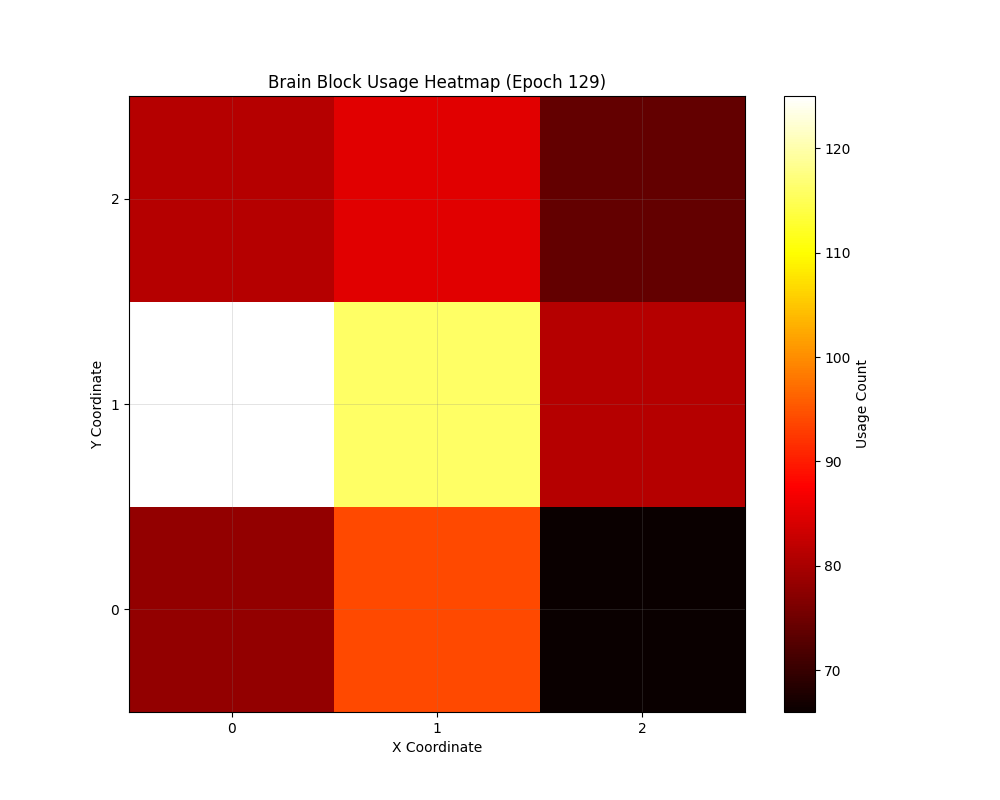 Brain Block Usage Heatmap (Epoch 129)
2
1
0
Y Coordinate
0 1 2
X Coordinate
120
110
100
90
80
70
Usage Count